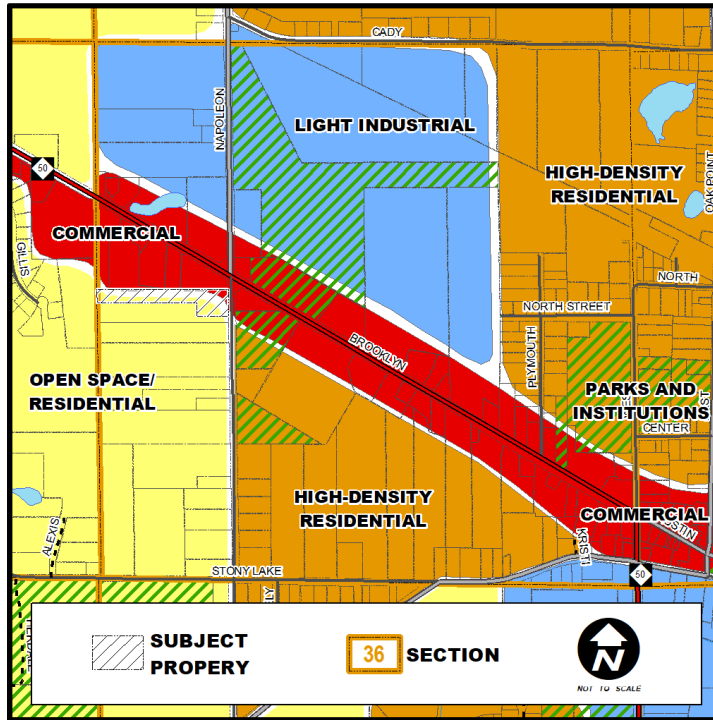 CADY
NAPOLEON
LIGHT INDUSTRIAL
HIGH-DENSITY
RESIDENTIAL
OAK POINT
50
COMMERCIAL
GILLIS
NORTH
NORTH STREET
BROOKLYN
PLYMOUTH
OPEN SPACE/
RESIDENTIAL
PARKS AND
INSTITUTIONS
ST
CENTER
HIGH-DENSITY
RESIDENTIAL
COMMERCIAL
ALEXIS
KRISTI
STONY LAKE
50
LY
SUBJECT
PROPERY
36
SECTION
N
NOT TO SCALE